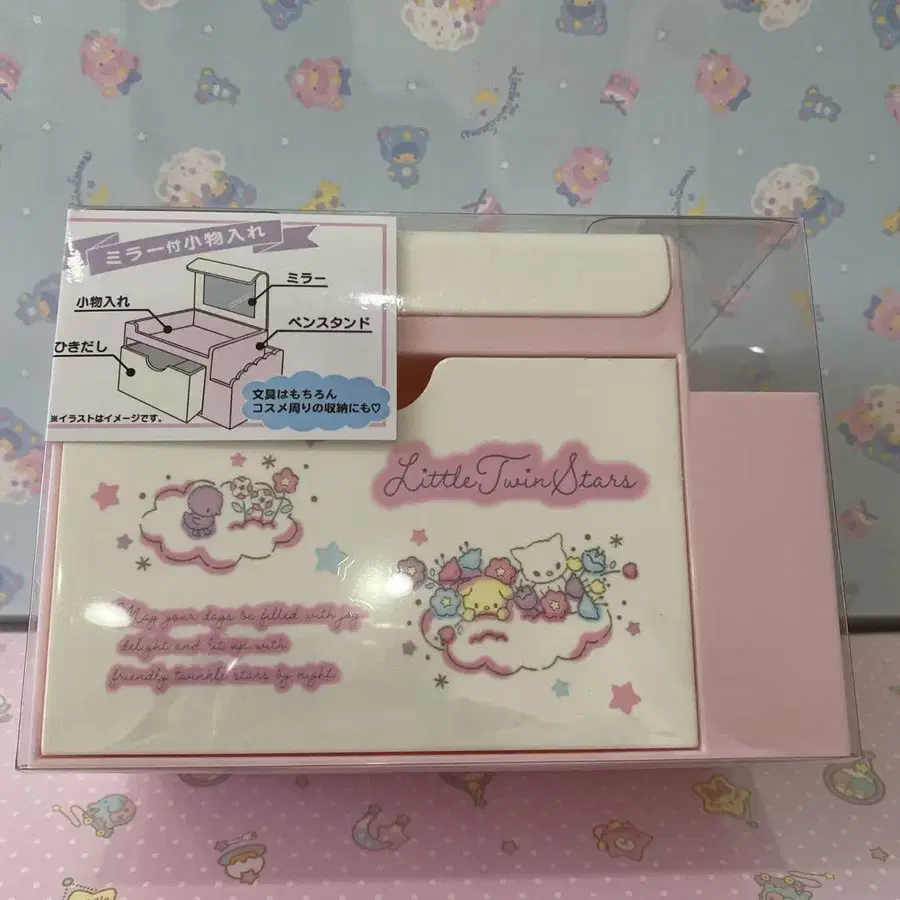 ミラー付小物入れ
ミラー
小物入れ
ペンスタンド
ひきだし
文具はもちろん
コスメ周りの収納にも♡
※イラストはイメージです。
Little Twin Stars
May your days be filled with joy
delight and lit up with
friendly twinkle stars by night